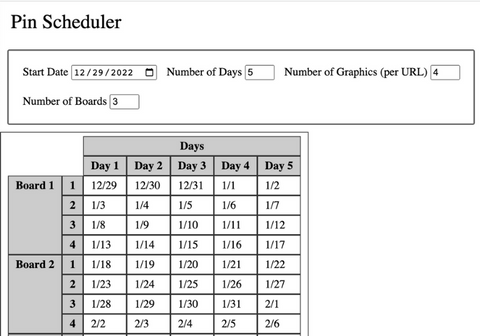 Pin Scheduler
Start Date 12/29/2022 Number of Days 5 Number of Graphics (per URL) 4
Number of Boards 3
Days
Day 1 Day 2 Day 3 Day 4 Day 5
Board 1 1 12/29 12/30 12/31 1/1 1/2
2 1/3 1/4 1/5 1/6 1/7
3 1/8 1/9 1/10 1/11 1/12
4 1/13 1/14 1/15 1/16 1/17
Board 2 1 1/18 1/19 1/20 1/21 1/22
2 1/23 1/24 1/25 1/26 1/27
3 1/28 1/29 1/30 1/31 2/1
4 2/2 2/3 2/4 2/5 2/6